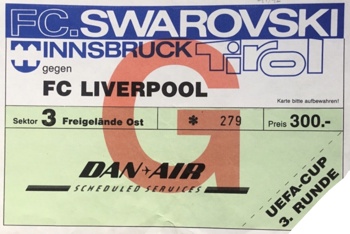 FC.SWAROVSKI
INNSBRUCK tirol
gegen
FC LIVERPOOL
Karte bitte aufbewahren!
G
Sektor 3 Freigelände Ost * 279 Preis 300.-
DAN AIR
SCHEDULED SERVICES
UEFA-CUP
3. RUNDE